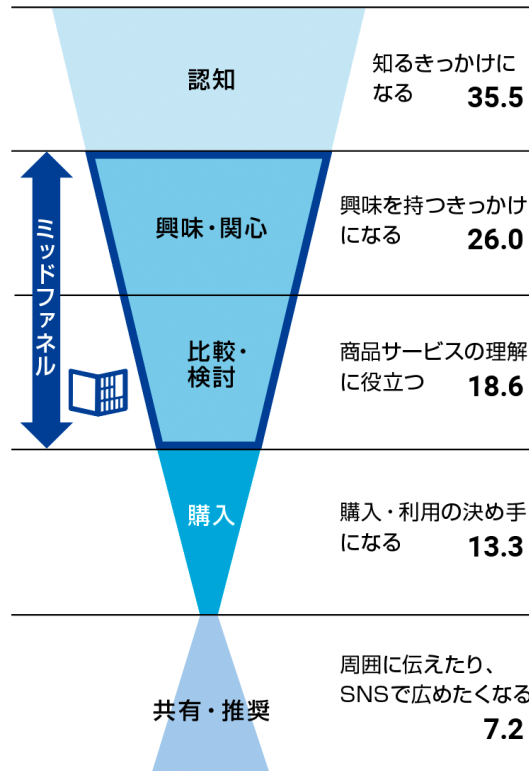 認知
知るきっかけに
なる 35.5
ミッドファネル
興味・関心
興味を持つきっかけ
になる 26.0
比較・
検討
商品サービスの理解
に役立つ 18.6
購入
購入・利用の決め手
になる 13.3
共有・推奨
周囲に伝えたり、
SNSで広めたくなる
7.2